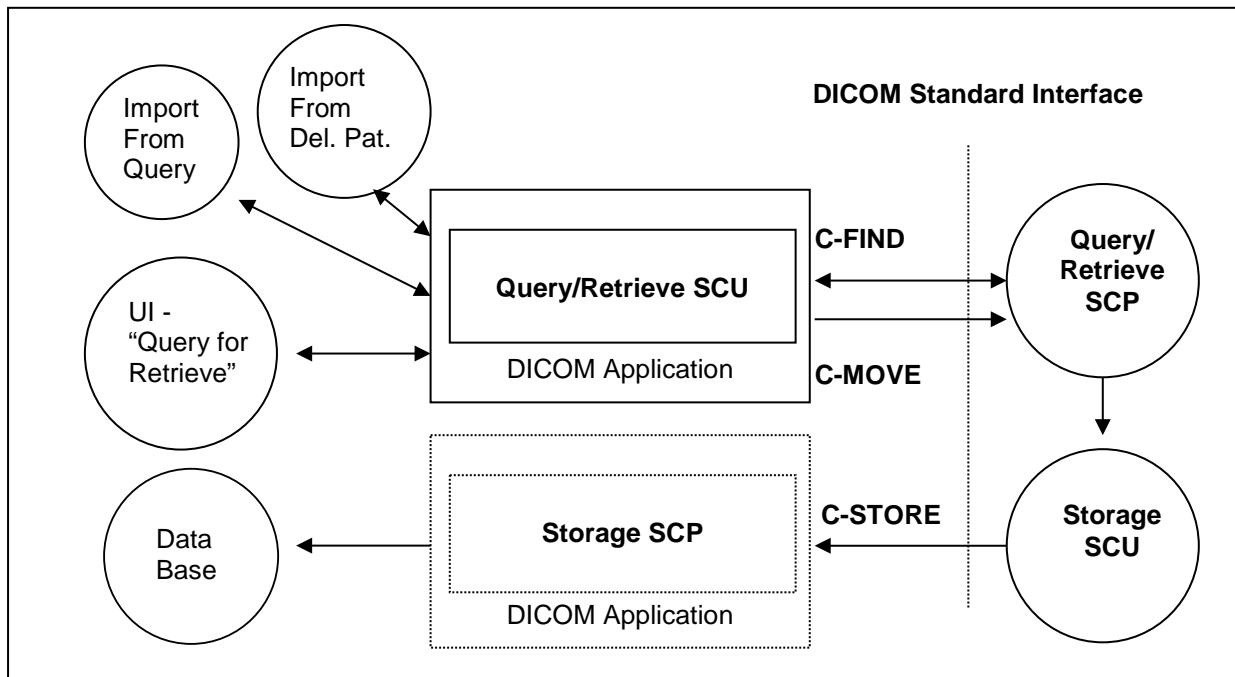 Import
From
Query
Import
From
Del. Pat.
DICOM Standard Interface
UI -
“Query for
Retrieve”
Query/Retrieve SCU
DICOM Application
C-FIND
C-MOVE
Query/
Retrieve
SCP
Data
Base
Storage SCP
DICOM Application
C-STORE
Storage
SCU